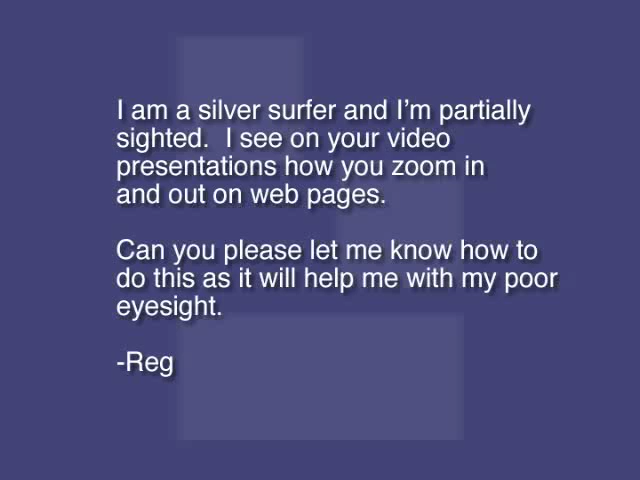 I am a silver surfer and I'm partially
sighted.  I see on your video
presentations how you zoom in
and out on web pages.
Can you please let me know how to
do this as it will help me with my poor
eyesight.
-Reg